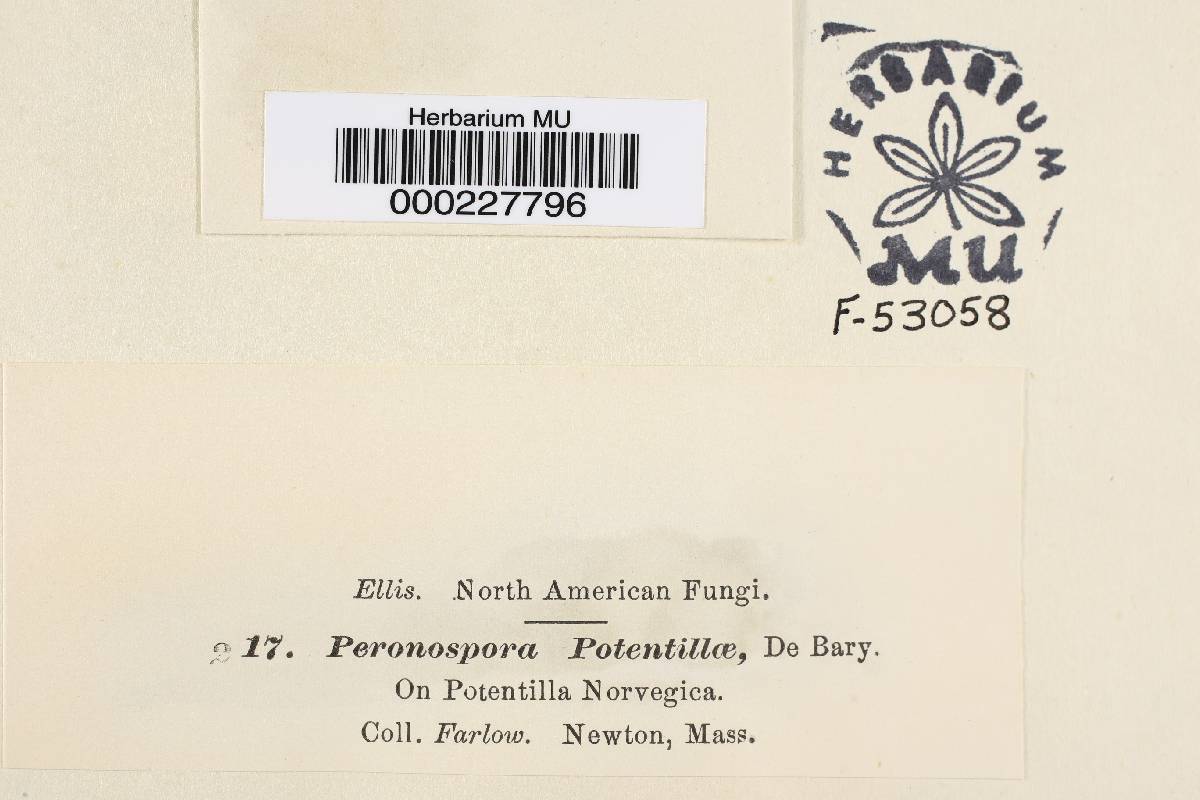 Herbarium MU
000227796
HERBARIUM
MU
F-53058
Ellis. North American Fungi.
217. Peronospora Potentillæ, De Bary.
On Potentilla Norvegica.
Coll. Farlow. Newton, Mass.